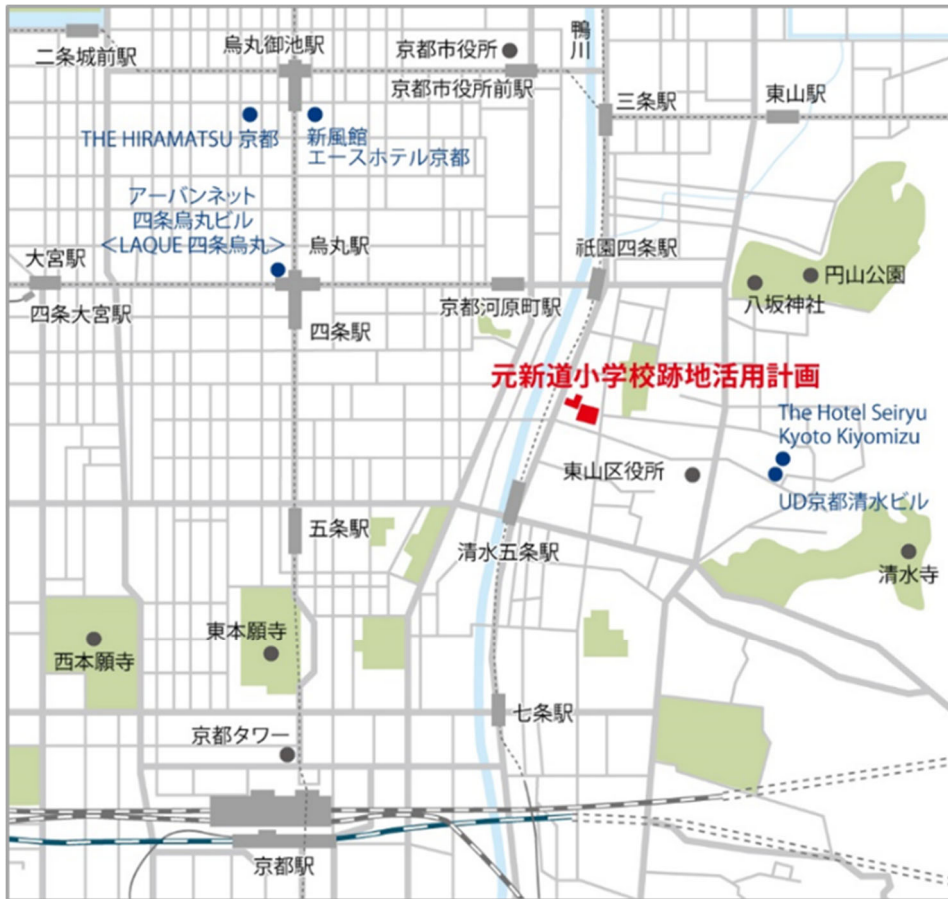 二条城前駅
烏丸御池駅
京都市役所
鴨川
京都市役所前駅
三条駅
東山駅
THE HIRAMATSU 京都
新風館
エースホテル京都
アーバンネット
四条烏丸ビル
<LAQUE 四条烏丸>
大宮駅
烏丸駅
祇園四条駅
円山公園
四条大宮駅
四条駅
京都河原町駅
八坂神社
元新道小学校跡地活用計画
The Hotel Seiryu
Kyoto Kiyomizu
東山区役所
UD京都清水ビル
五条駅
清水五条駅
清水寺
東本願寺
西本願寺
七条駅
京都タワー
京都駅